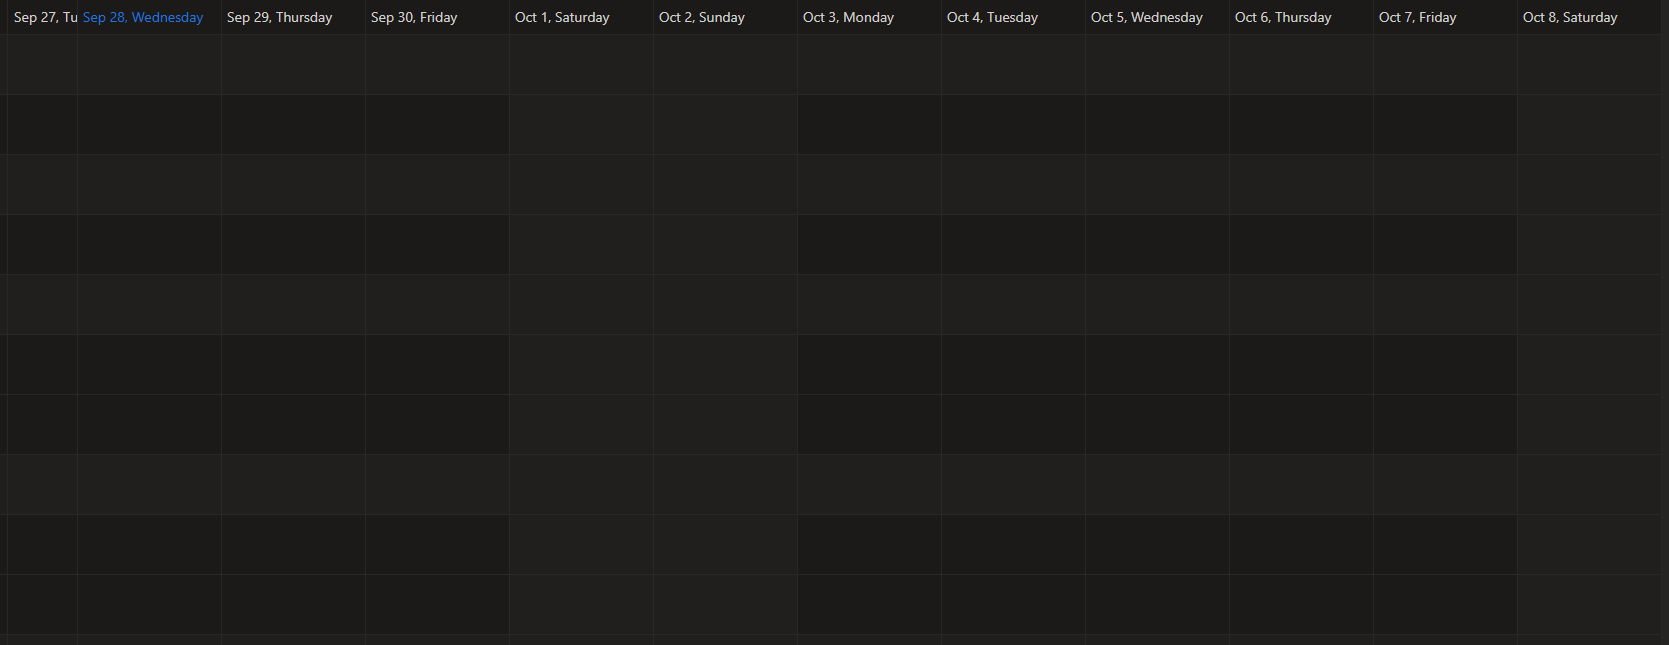 Sep 27, Tu Sep 28, Wednesday Sep 29, Thursday Sep 30, Friday Oct 1, Saturday Oct 2, Sunday Oct 3, Monday Oct 4, Tuesday Oct 5, Wednesday Oct 6, Thursday Oct 7, Friday Oct 8, Saturday